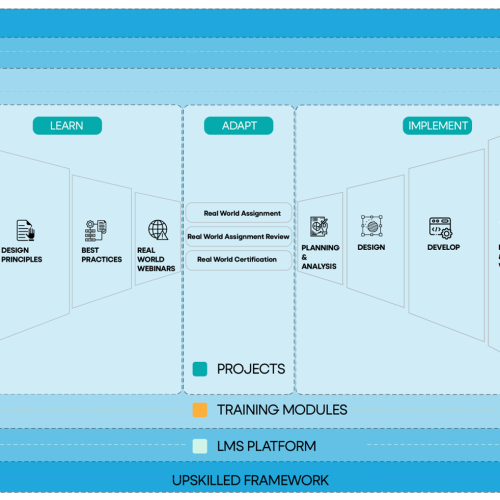 LEARN
ADAPT
IMPLEMENT
DESIGN
PRINCIPLES
BEST
PRACTICES
REAL
WORLD
WEBINARS
Real World Assignment
Real World Assignment Review
Real World Certification
PLANNING
&
ANALYSIS
DESIGN
DEVELOP
PROJECTS
TRAINING MODULES
LMS PLATFORM
UPSKILLED FRAMEWORK